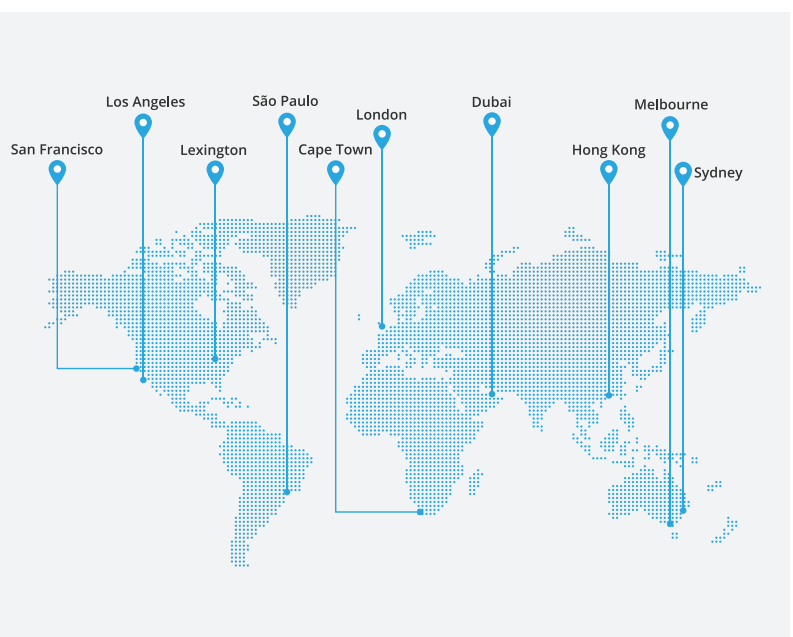 Los Angeles
São Paulo
London
Dubai
Melbourne
San Francisco
Lexington
Cape Town
Hong Kong
Sydney